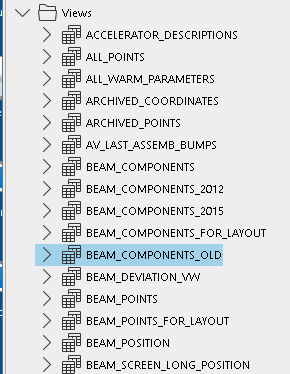 Views
ACCELERATOR_DESCRIPTIONS
ALL_POINTS
ALL_WARM_PARAMETERS
ARCHIVED_COORDINATES
ARCHIVED_POINTS
AV_LAST_ASSEMB_BUMPS
BEAM_COMPONENTS
BEAM_COMPONENTS_2012
BEAM_COMPONENTS_2015
BEAM_COMPONENTS_FOR_LAYOUT
BEAM_COMPONENTS_OLD
BEAM_DEVIATION_VW
BEAM_POINTS
BEAM_POINTS_FOR_LAYOUT
BEAM_POSITION
BEAM_SCREEN_LONG_POSITION